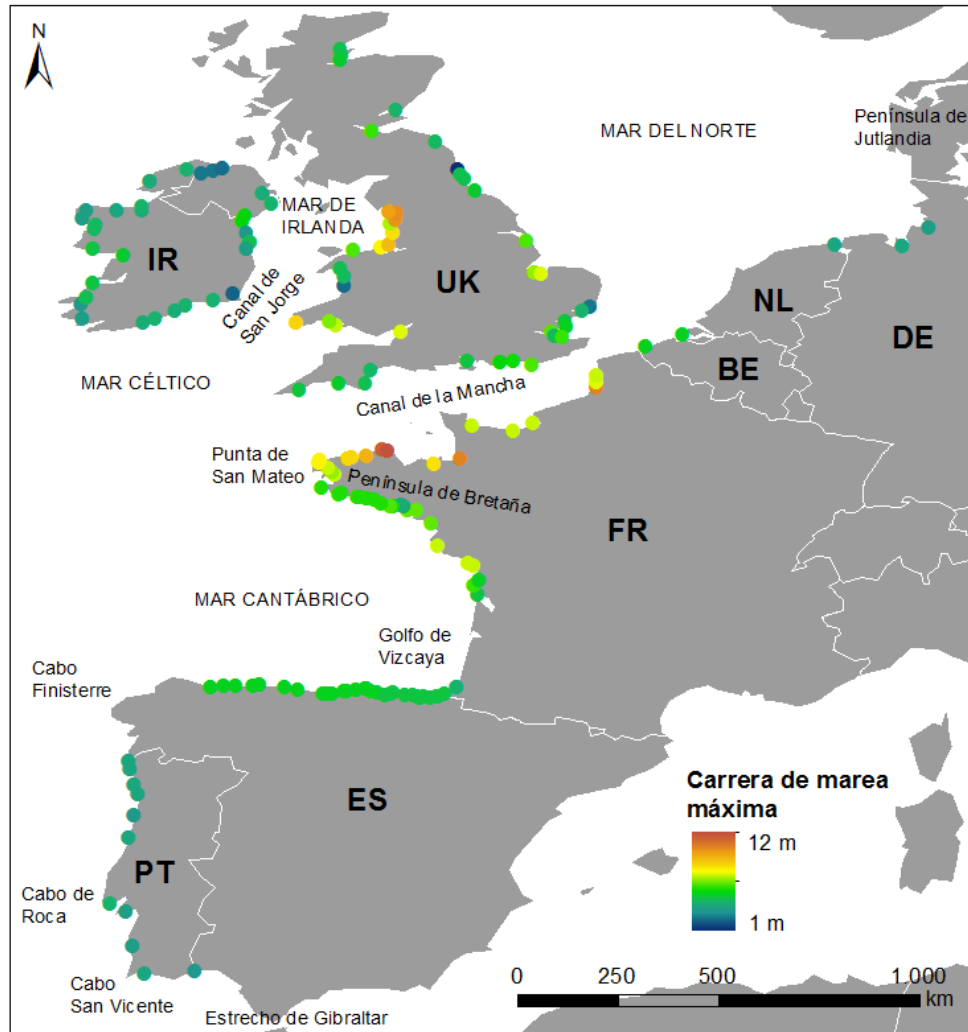 N
MAR DEL NORTE
Península de
Jutlandia
MAR DE
IRLANDA
IR
UK
Canal de
San Jorge
NL
DE
BE
MAR CÉLTICO
Canal de la Mancha
Punta de
San Mateo
Península de Bretaña
FR
MAR CANTÁBRICO
Golfo de
Vizcaya
Cabo
Finisterre
ES
PT
Carrera de marea
máxima
12 m
1 m
Cabo de
Roca
Cabo
San Vicente
Estrecho de Gibraltar
0 250 500 1.000
km